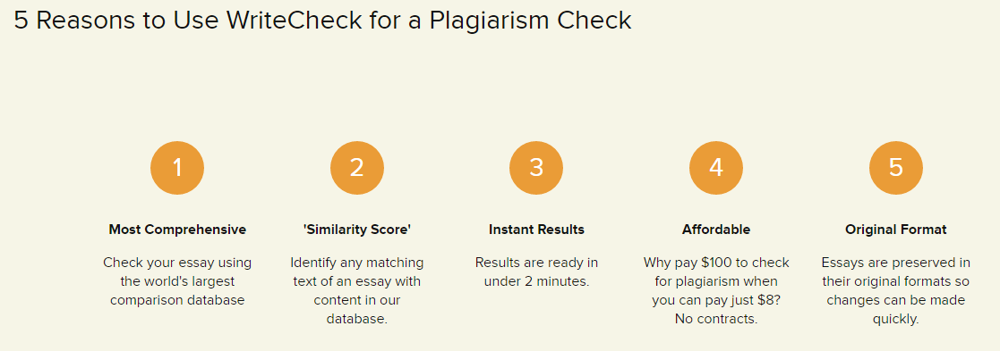 5 Reasons to Use WriteCheck for a Plagiarism Check
1
Most Comprehensive
Check your essay using
the world's largest
comparison database
2
'Similarity Score'
Identify any matching
text of an essay with
content in our
database.
3
Instant Results
Results are ready in
under 2 minutes.
4
Affordable
Why pay $100 to check
for plagiarism when
you can pay just $8?
No contracts.
5
Original Format
Essays are preserved in
their original formats so
changes can be made
quickly.